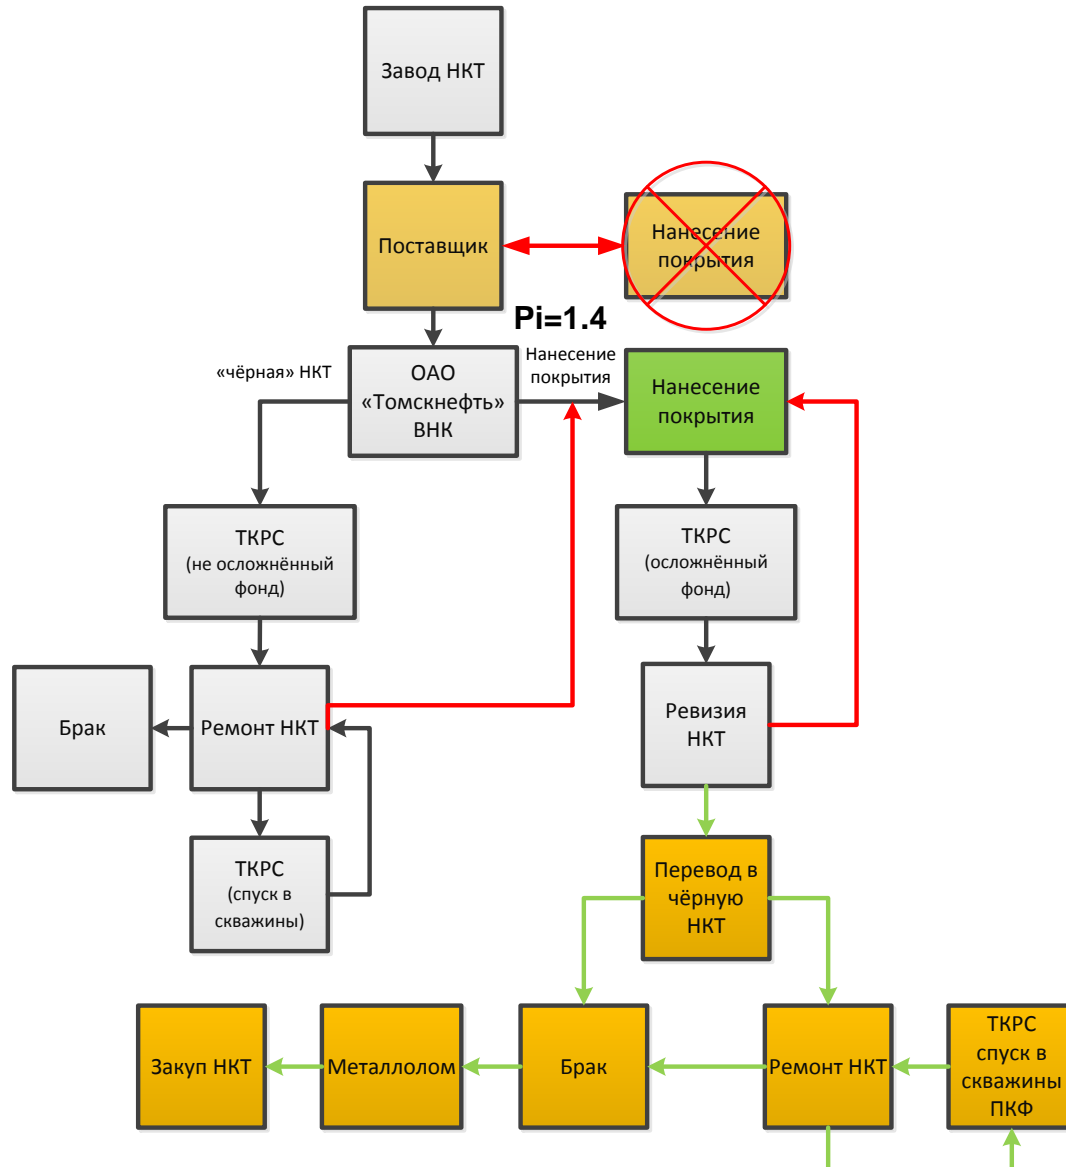 Завод НКТ
Поставщик
Нанесение
покрытия
Pi=1.4
«чёрная» НКТ
ОАО
«Томскнефть»
ВНК
Нанесение
покрытия
Нанесение
покрытия
ТКРС
(не осложнённый
фонд)
ТКРС
(осложнённый
фонд)
Брак
Ремонт НКТ
Ревизия
НКТ
ТКРС
(спуск в
скважины)
Перевод в
чёрную
НКТ
Закуп НКТ
Металлолом
Брак
Ремонт НКТ
ТКРС
спуск в
скважины
ПКФ